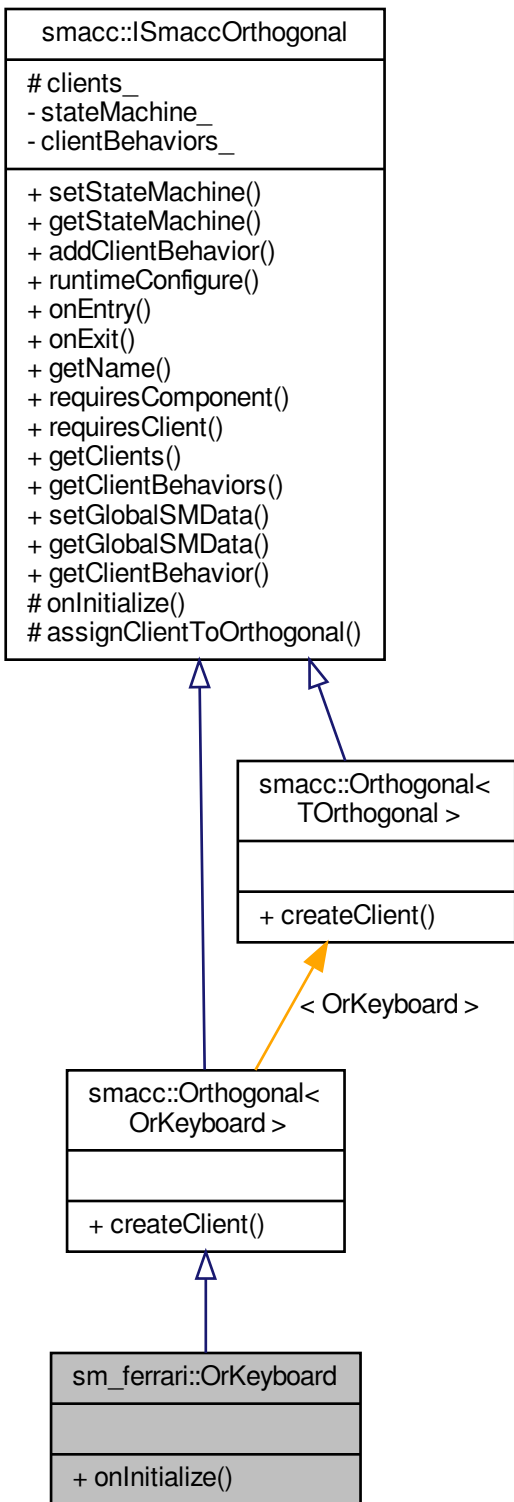 smacc::ISmaccOrthogonal
# clients_
- stateMachine_
- clientBehaviors_
+ setStateMachine()
+ getStateMachine()
+ addClientBehavior()
+ runtimeConfigure()
+ onEntry()
+ onExit()
+ getName()
+ requiresComponent()
+ requiresClient()
+ getClients()
+ getClientBehaviors()
+ setGlobalSMData()
+ getGlobalSMData()
+ getClientBehavior()
# onInitialize()
# assignClientToOrthogonal()
smacc::Orthogonal<
TOrthogonal >
+ createClient()
< OrKeyboard >
smacc::Orthogonal<
OrKeyboard >
+ createClient()
sm_ferrari::OrKeyboard
+ onInitialize()